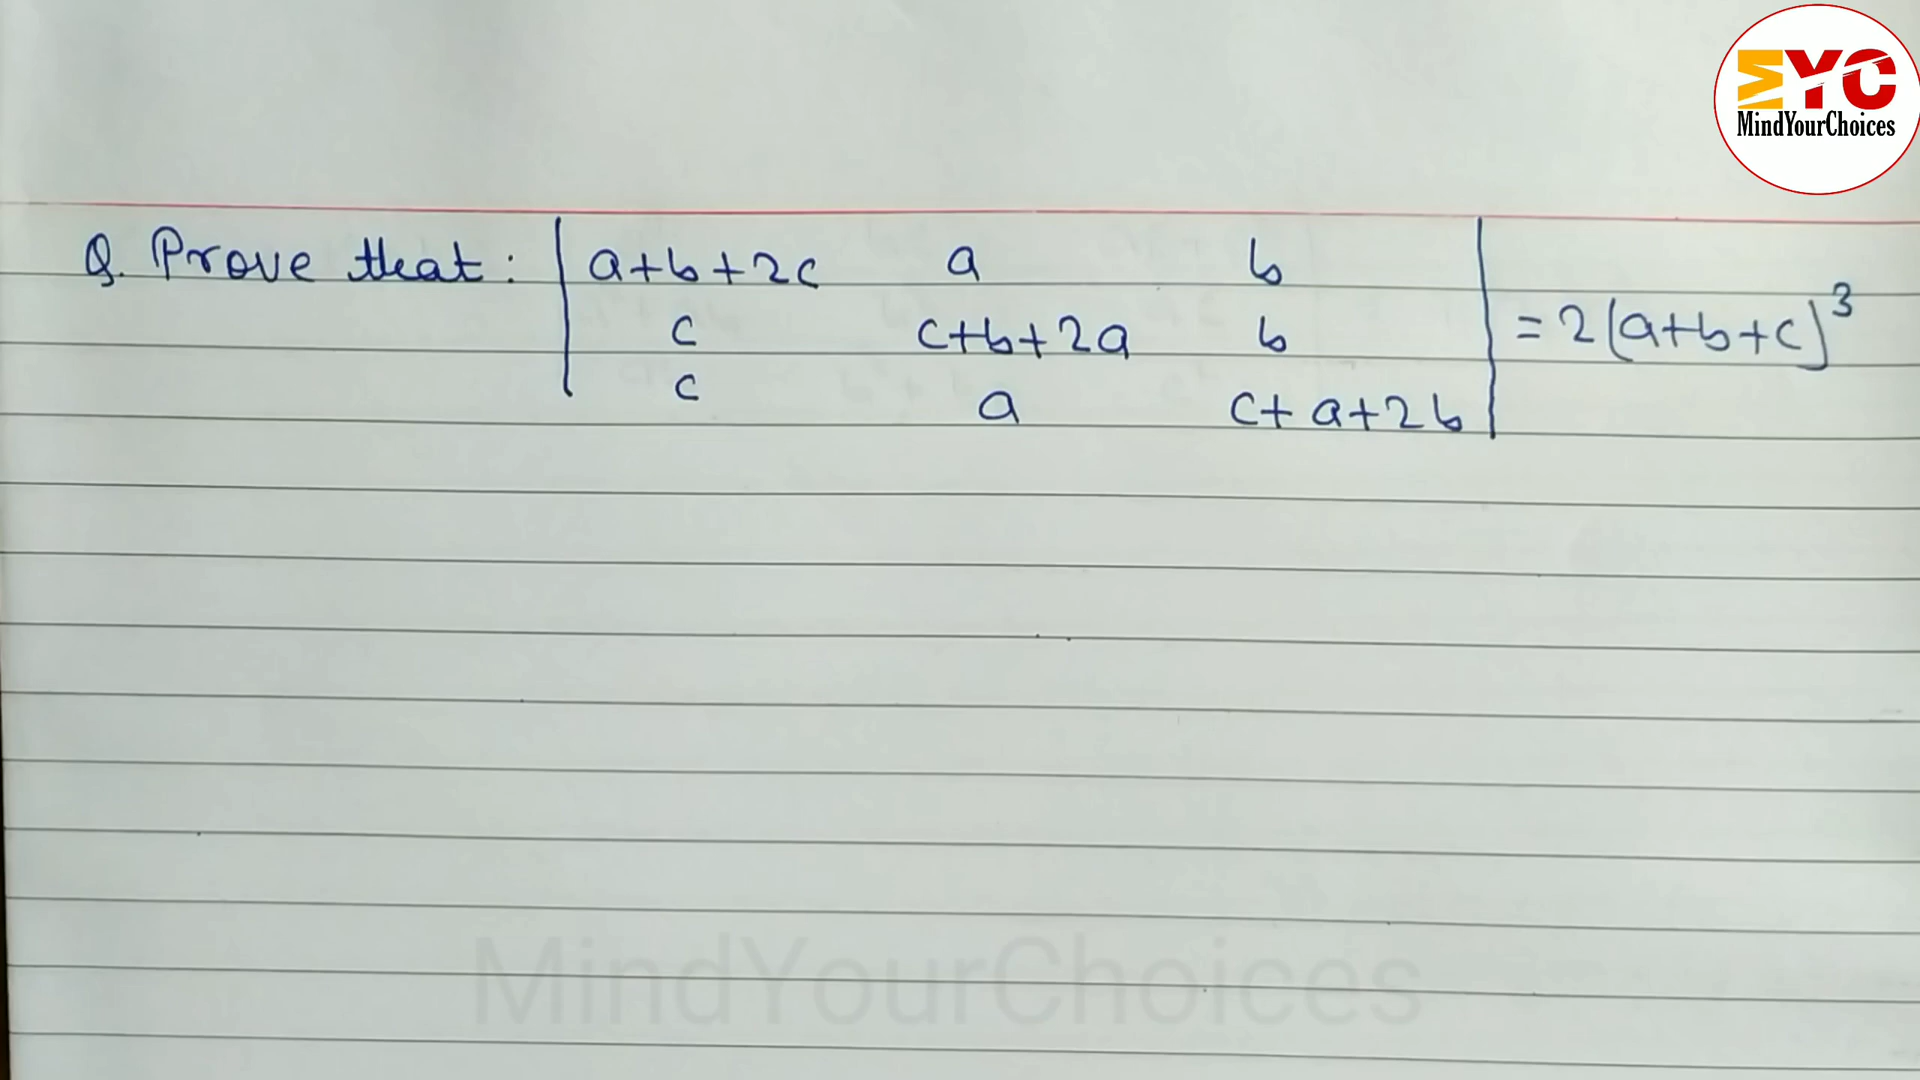 MYC
MindYourChoices
Q. Prove that: | a+b+2c a b |
| c c+b+2a b | = 2(a+b+c)³
| c a c+a+2b |
MindYourChoices